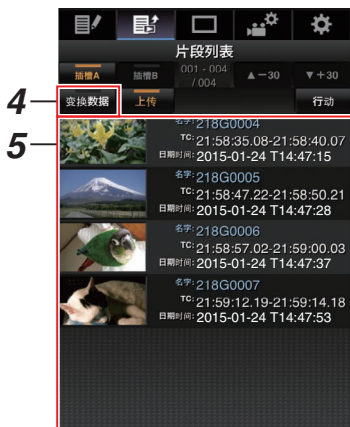 片段列表
插槽A 插槽B 001 - 004 / 004 ▲－30 ▼＋30
4 变换数据 上传 行动
5
名字:218G0004
TC:21:58:35.08-21:58:40.07
日期时间:2015-01-24 T14:47:15
名字:218G0005
TC:21:58:47.22-21:58:50.21
日期时间:2015-01-24 T14:47:28
名字:218G0006
TC:21:58:57.02-21:59:00.03
日期时间:2015-01-24 T14:47:37
名字:218G0007
TC:21:59:12.19-21:59:14.18
日期时间:2015-01-24 T14:47:53